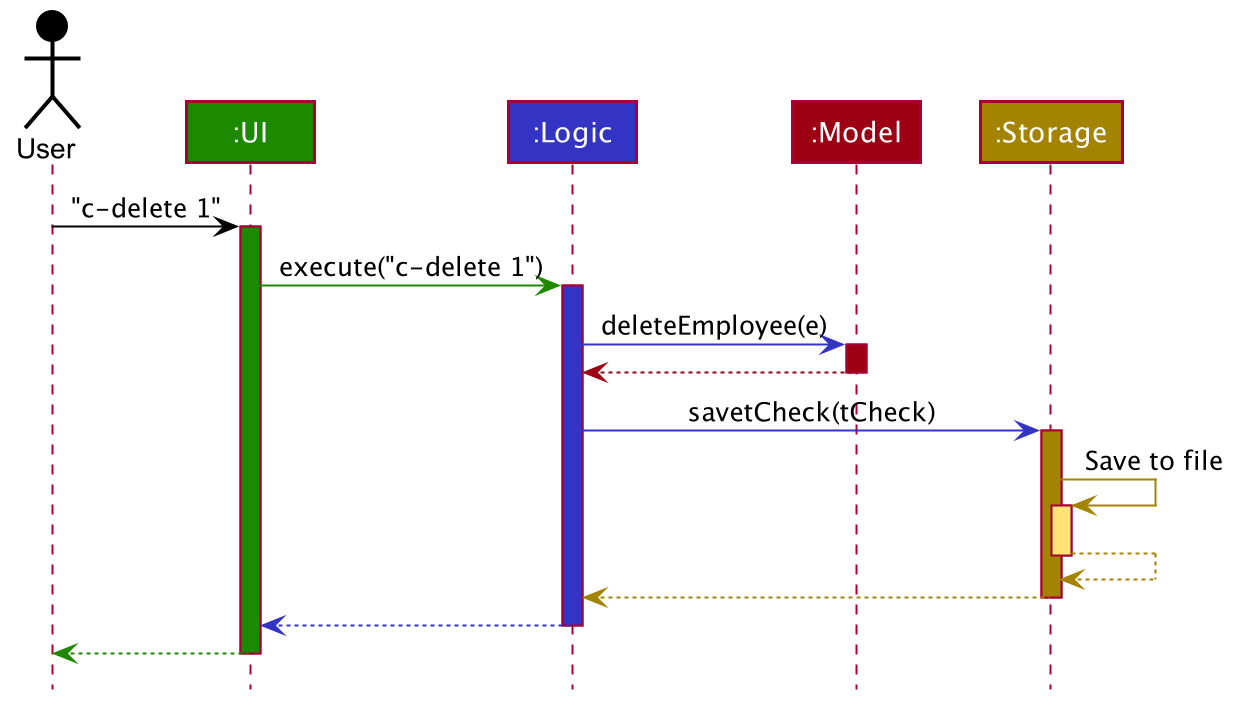 User
:UI
:Logic
:Model
:Storage
"c-delete 1"
execute("c-delete 1")
deleteEmployee(e)
savetCheck(tCheck)
Save to file